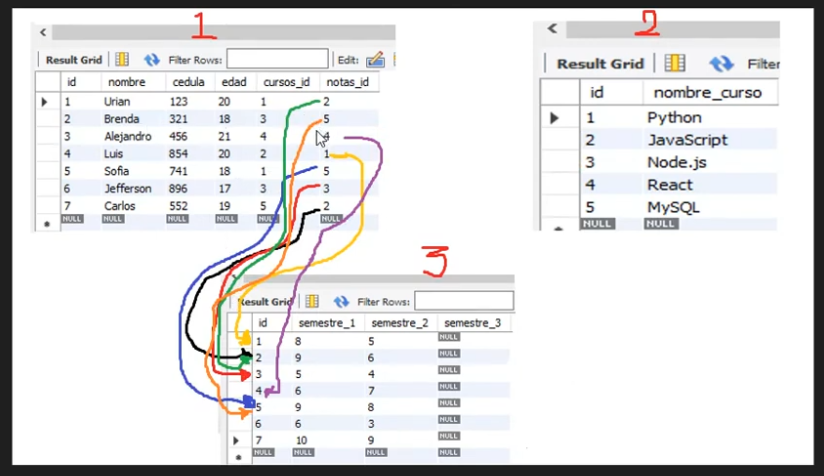 1
Result Grid Filter Rows: Edit:
id nombre cedula edad cursos_id notas_id
1 Urian 123 20 1 2
2 Brenda 321 18 3 5
3 Alejandro 456 21 4 4
4 Luis 854 20 2 1
5 Sofia 741 18 1 5
6 Jefferson 896 17 3 3
7 Carlos 552 19 5 2
NULL NULL NULL NULL NULL NULL
2
Result Grid Filter
id nombre_curso
1 Python
2 JavaScript
3 Node.js
4 React
5 MySQL
NULL NULL
3
Result Grid Filter Rows:
id semestre_1 semestre_2 semestre_3
1 8 5 NULL
2 9 6 NULL
3 5 4 NULL
4 6 7 NULL
5 9 8 NULL
6 6 3 NULL
7 10 9 NULL
NULL NULL NULL NULL